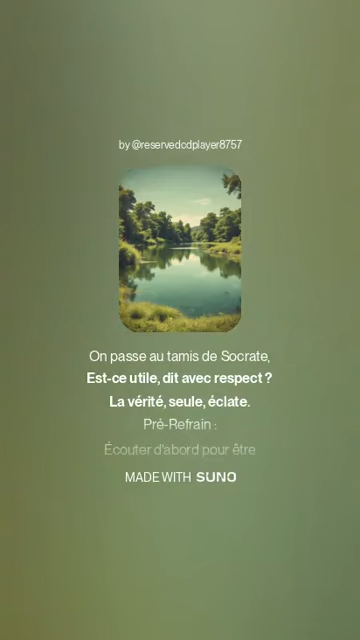 by @reservedcdplayer8757
On passe au tamis de Socrate,
Est-ce utile, dit avec respect ?
La vérité, seule, éclate.
Pré-Refrain :
Écouter d'abord pour être
MADE WITH SUNO